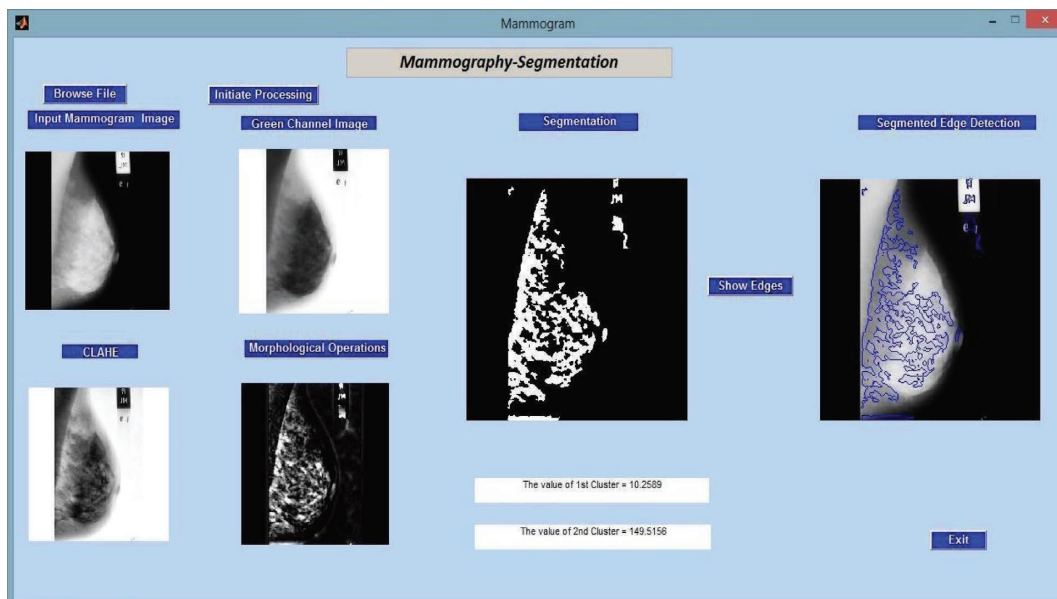 Mammogram
Mammography-Segmentation
Browse File
Initiate Processing
Input Mammogram Image
Green Channel Image
Segmentation
Segmented Edge Detection
Show Edges
CLAHE
Morphological Operations
The value of 1st Cluster = 10.2589
The value of 2nd Cluster = 149.5156
Exit